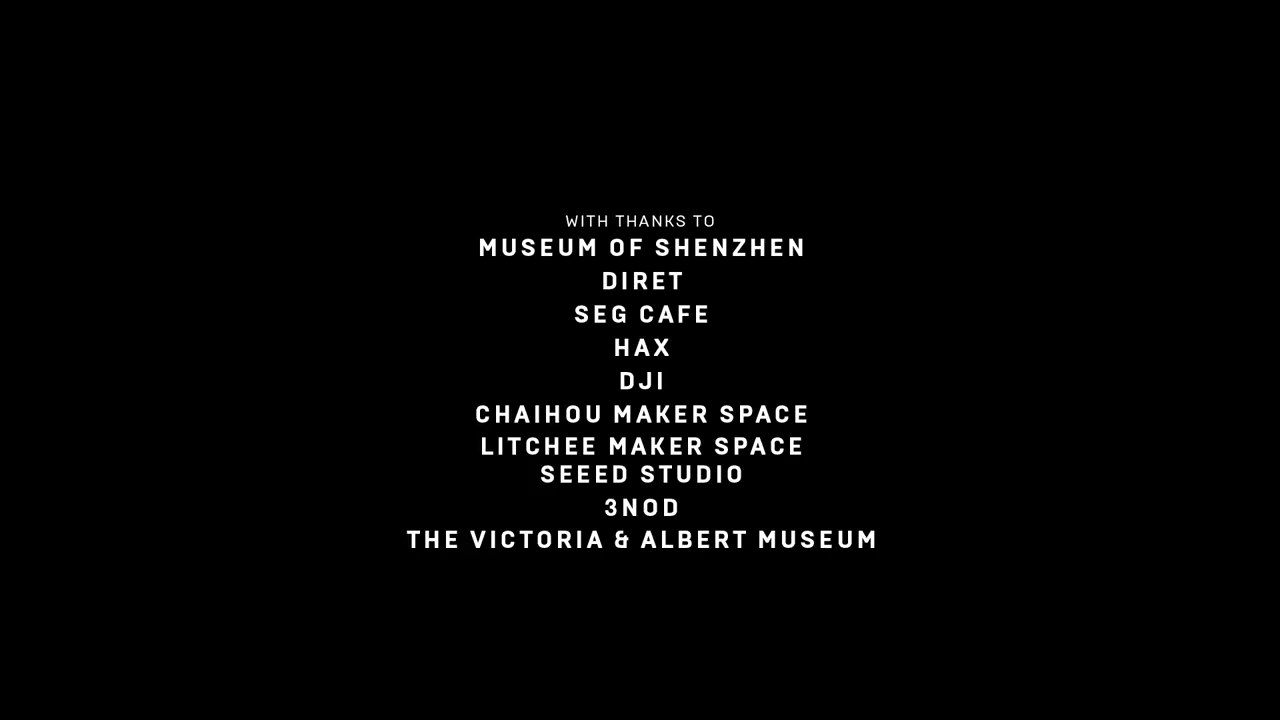 WITH THANKS TO
MUSEUM OF SHENZHEN
DIRET
SEG CAFE
HAX
DJI
CHAIHOU MAKER SPACE
LITCHEE MAKER SPACE
SEEED STUDIO
3NOD
THE VICTORIA & ALBERT MUSEUM